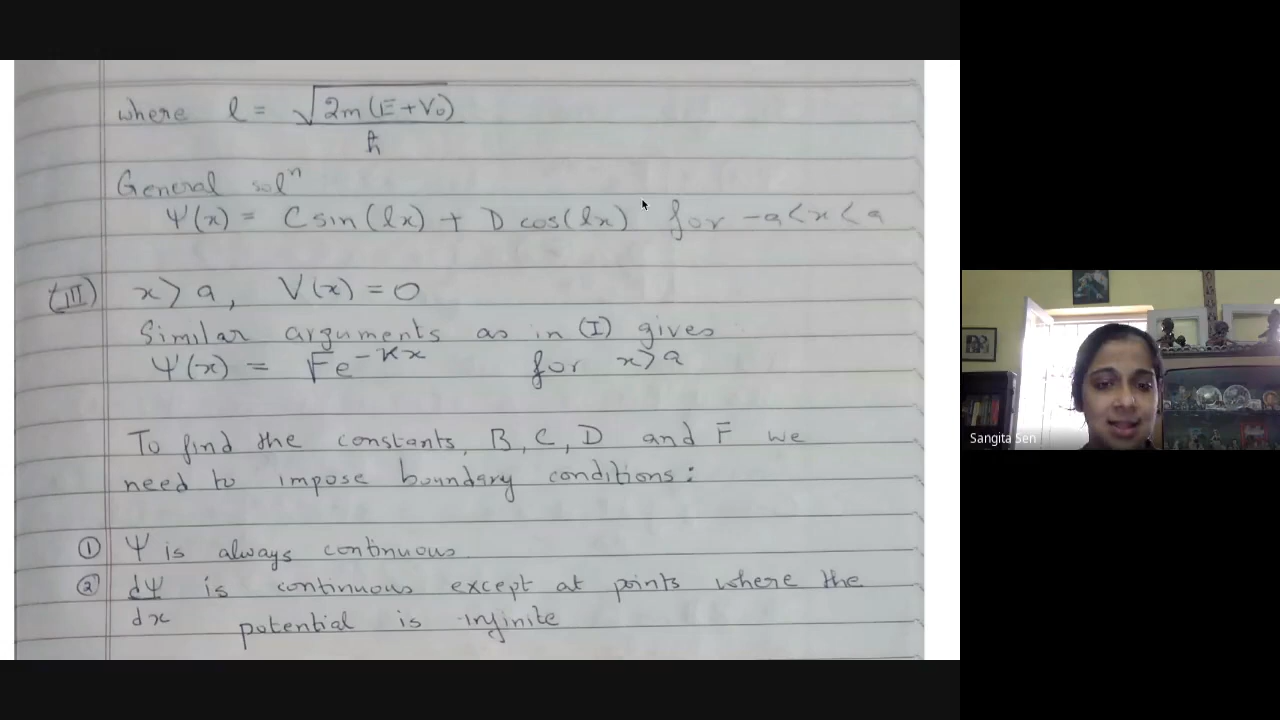 where l = √2m(E+V₀)
ħ
General solⁿ
Ψ(x) = C sin(lx) + D cos(lx) for -a<x<a
(III) x > a, V(x) = 0
Similar arguments as in (I) gives
Ψ(x) = Fe^-κx for x>a
To find the constants, B, C, D and F we
need to impose boundary conditions:
① Ψ is always continuous
② dΨ is continuous except at points where the
dx potential is infinite
Sangita Sen